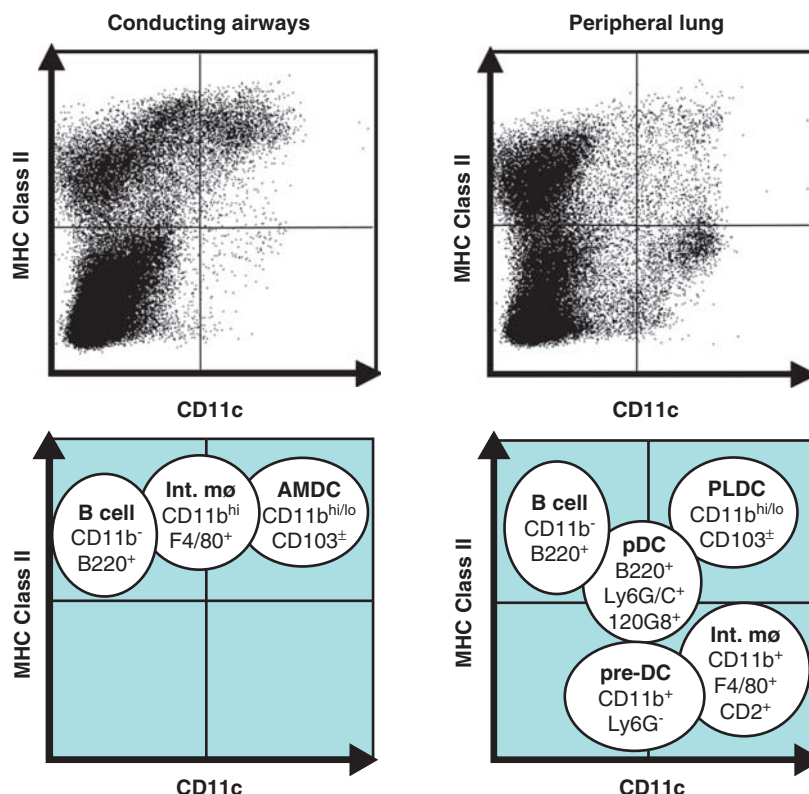 Conducting airways
Peripheral lung
MHC Class II
CD11c
MHC Class II
CD11c
MHC Class II
B cell
CD11b⁻
B220⁺
Int. mø
CD11bʰⁱ
F4/80⁺
AMDC
CD11bʰⁱ/ˡᵒ
CD103±
CD11c
MHC Class II
B cell
CD11b⁻
B220⁺
pDC
B220⁺
Ly6G/C⁺
120G8⁺
PLDC
CD11bʰⁱ/ˡᵒ
CD103±
pre-DC
CD11b⁺
Ly6G⁻
Int. mø
CD11b⁺
F4/80⁺
CD2⁺
CD11c